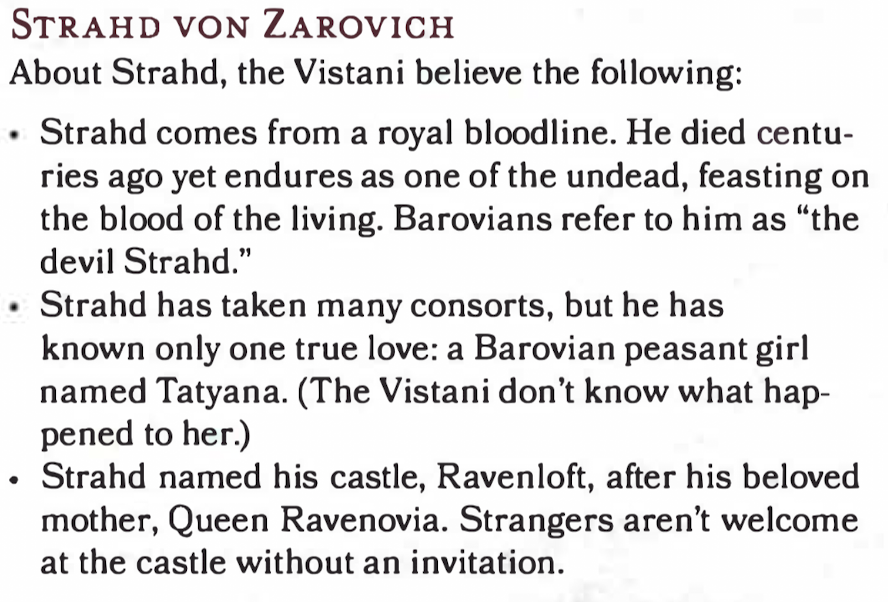 STRAHD VON ZAROVICH
About Strahd, the Vistani believe the following:
• Strahd comes from a royal bloodline. He died centu-
ries ago yet endures as one of the undead, feasting on
the blood of the living. Barovians refer to him as “the
devil Strahd.”
• Strahd has taken many consorts, but he has
known only one true love: a Barovian peasant girl
named Tatyana. (The Vistani don’t know what hap-
pened to her.)
• Strahd named his castle, Ravenloft, after his beloved
mother, Queen Ravenovia. Strangers aren’t welcome
at the castle without an invitation.